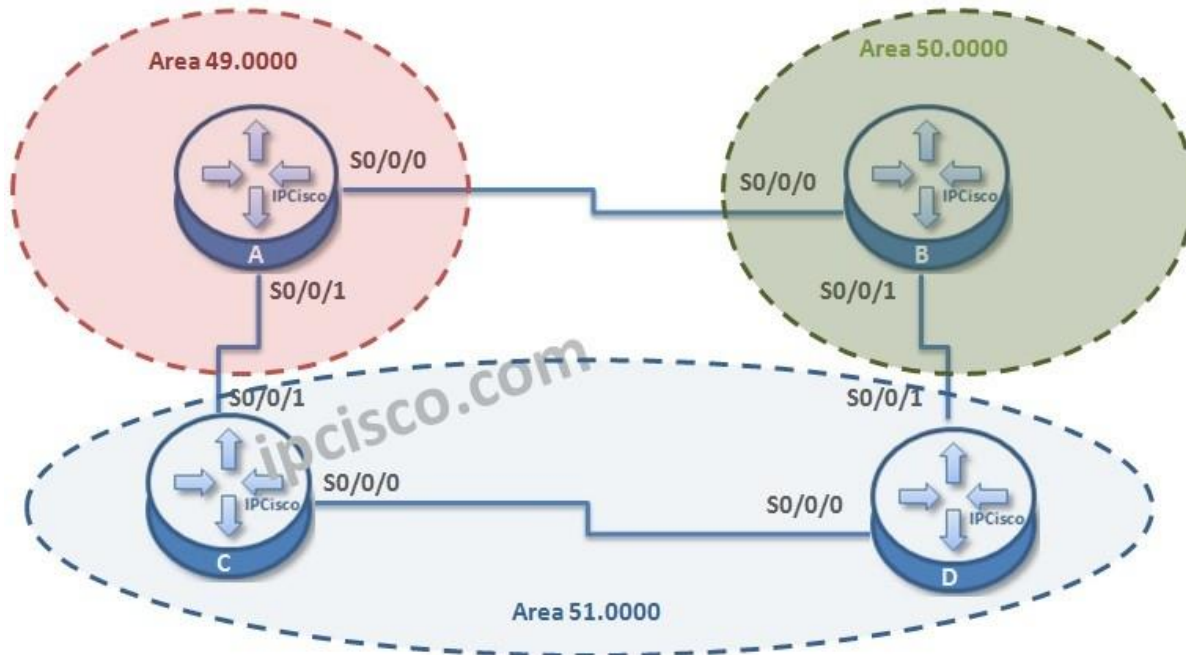 Area 49.0000
Area 50.0000
S0/0/0
S0/0/0
IPCisco
IPCisco
A
B
S0/0/1
S0/0/1
ipcisco.com
S0/0/1
S0/0/1
S0/0/0
S0/0/0
IPCisco
IPCisco
C
D
Area 51.0000